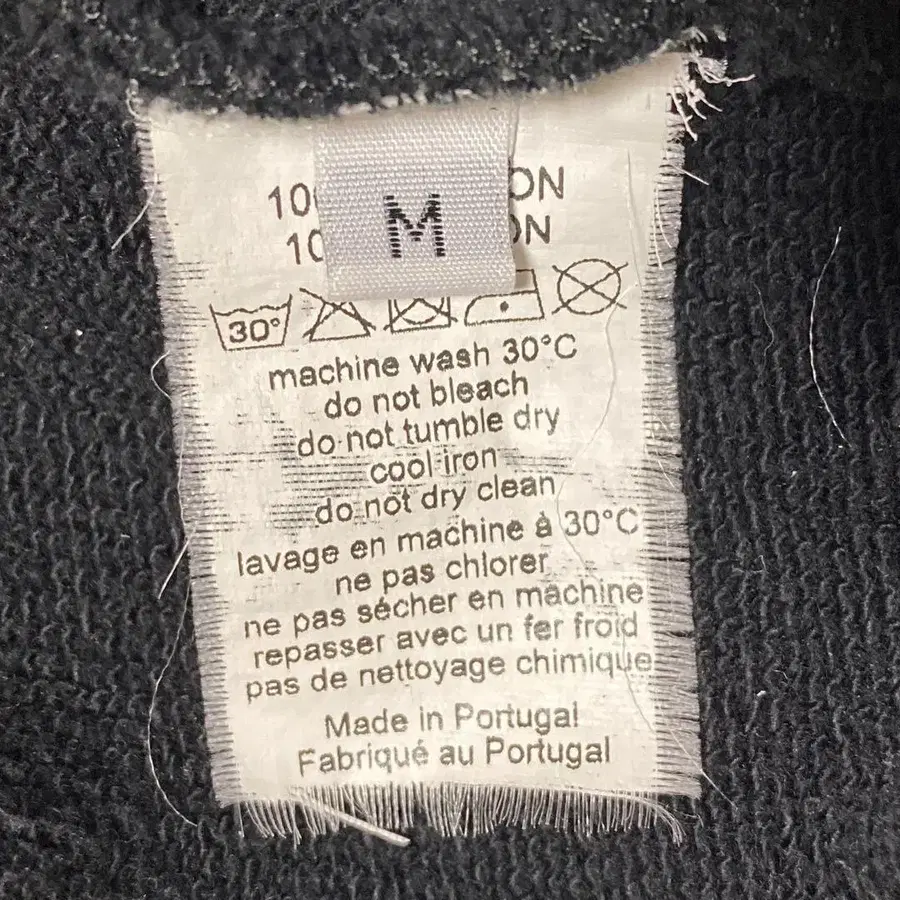 M
machine wash 30°C
do not bleach
do not tumble dry
cool iron
do not dry clean
lavage en machine à 30°C
ne pas chlorer
ne pas sécher en machine
repasser avec un fer froid
pas de nettoyage chimique
Made in Portugal
Fabriqué au Portugal
30°